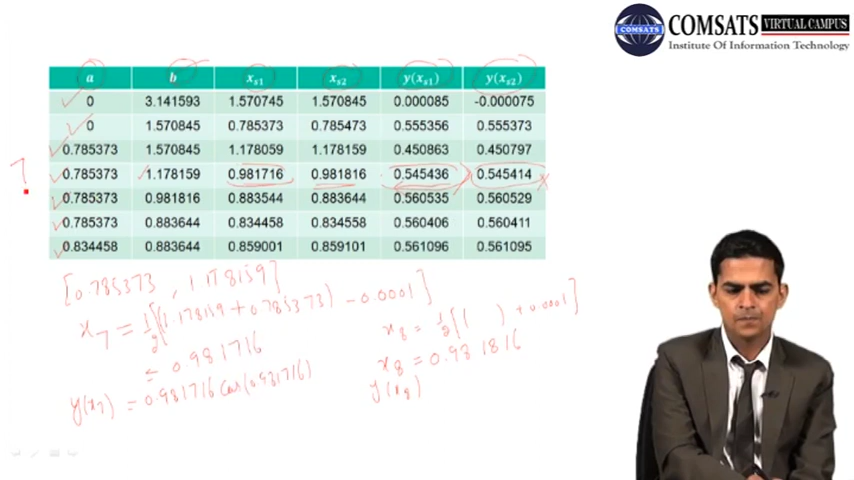 COMSATS VIRTUAL CAMPUS
Institute Of Information Technology
a b xs1 xs2 y(xs1) y(xs2)
0 3.141593 1.570745 1.570845 0.000085 -0.000075
0 1.570845 0.785373 0.785473 0.555356 0.555373
0.785373 1.570845 1.178059 1.178159 0.450863 0.450797
7 0.785373 1.178159 0.981716 0.981816 0.545436 0.545414
0.785373 0.981816 0.883544 0.883644 0.560535 0.560529
0.785373 0.883644 0.834458 0.834558 0.560406 0.560411
0.834458 0.883644 0.859001 0.859101 0.561096 0.561095
[0.785373 , 1.178159]
x7 = 1/2[(1.178159 + 0.785373) - 0.0001]
x8 = 1/2[( ) + 0.0001]
= 0.981716
x8 = 0.981816
y(x7) = 0.981716 cos(0.981716)
y(x8)